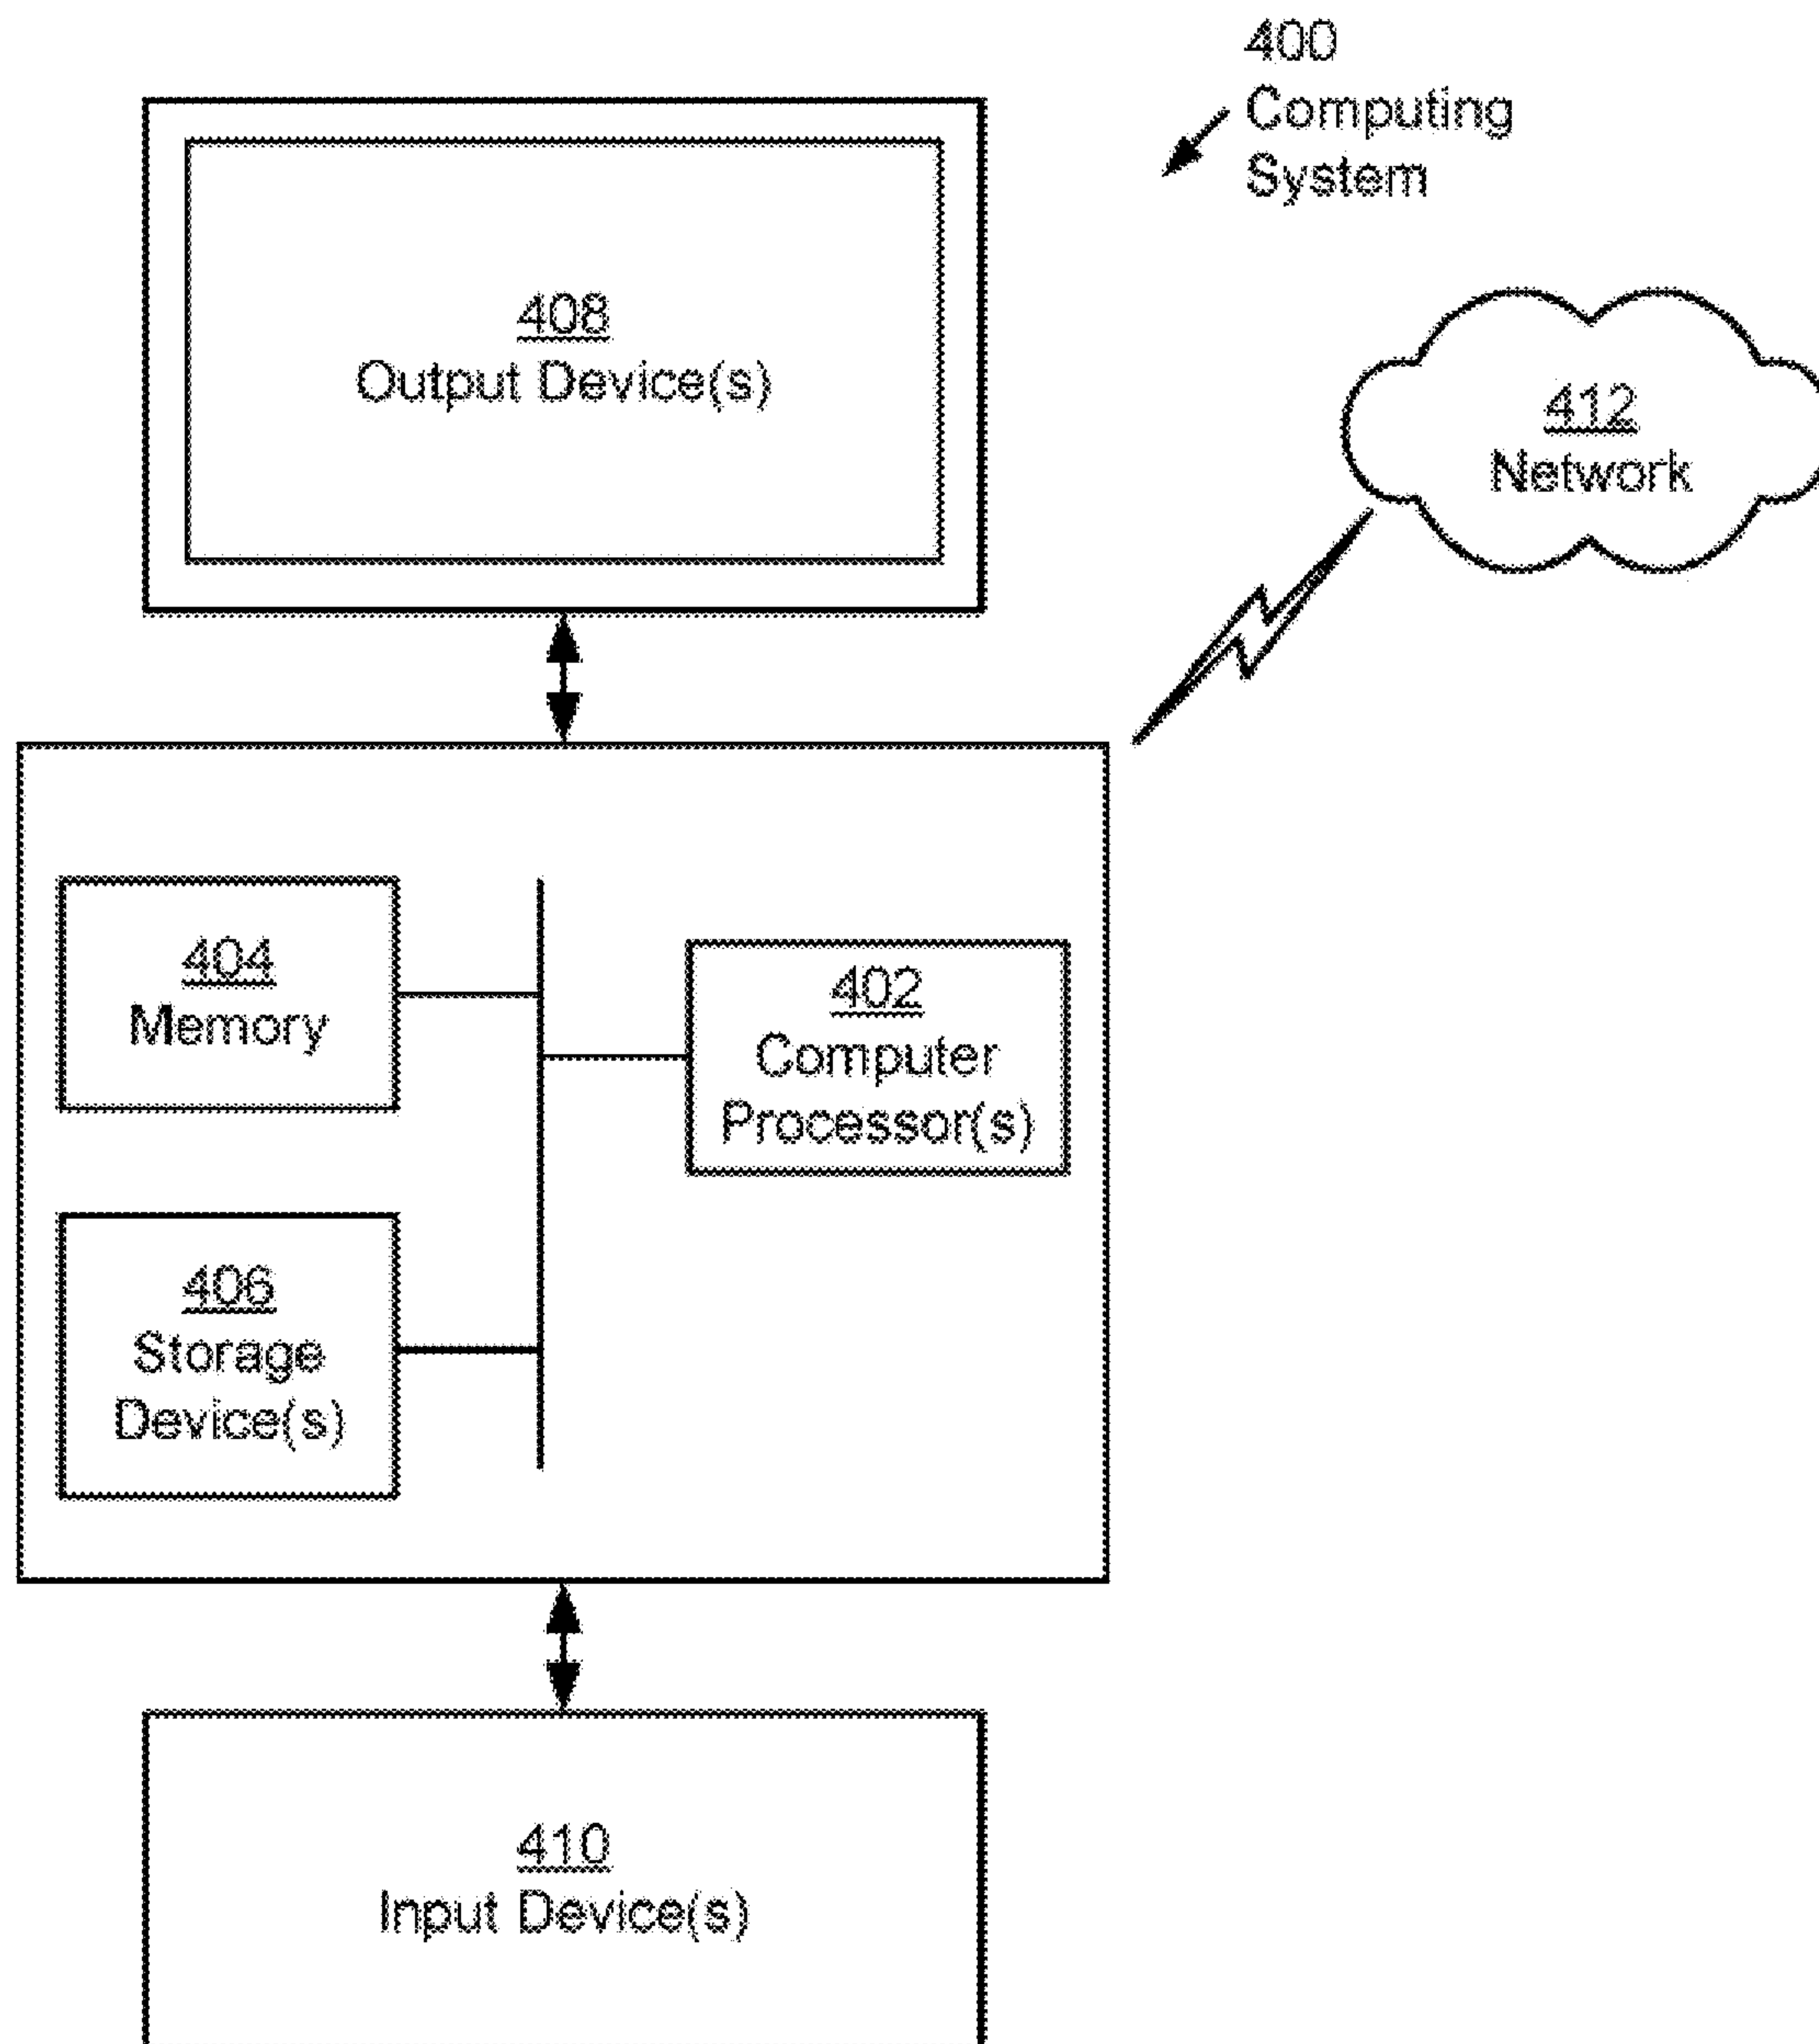 400
Computing
System
408
Output Device(s)
412
Network
404
Memory
402
Computer
Processor(s)
406
Storage
Device(s)
410
Input Device(s)